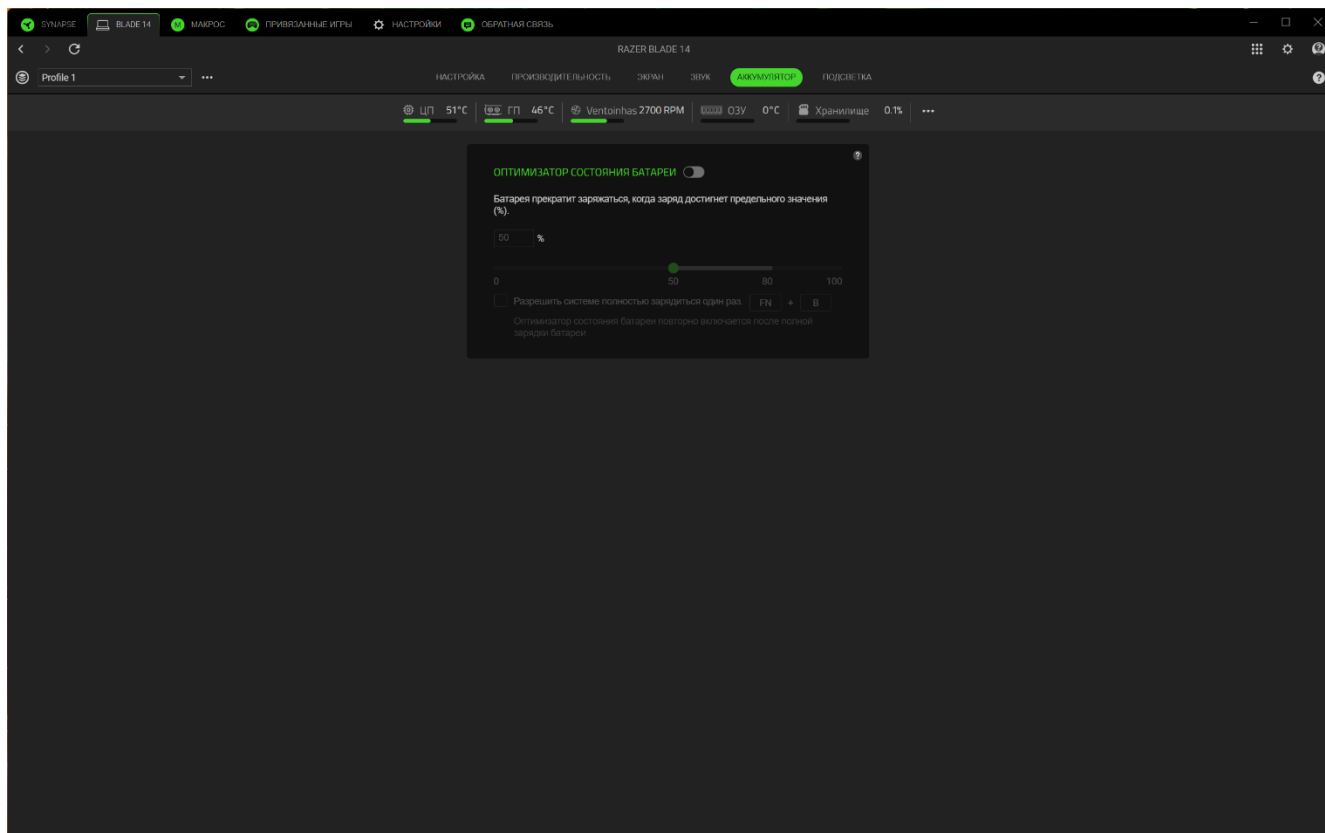 SYNAPSE BLADE 14 МАКРОС ПРИВЯЗАННЫЕ ИГРЫ НАСТРОЙКИ ОБРАТНАЯ СВЯЗЬ
RAZER BLADE 14
Profile 1 НАСТРОЙКА ПРОИЗВОДИТЕЛЬНОСТЬ ЭКРАН ЗВУК АККУМУЛЯТОР ПОДСВЕТКА
ЦП 51°C ГП 46°C Ventoinhas 2700 RPM ОЗУ 0°C Хранилище 0.1%
ОПТИМИЗАТОР СОСТОЯНИЯ БАТАРЕИ
Батарея прекратит заряжаться, когда заряд достигнет предельного значения
(%).
50 %
0 50 80 100
Разрешить системе полностью зарядиться один раз. FN + B
Оптимизатор состояния батареи повторно включается после полной
зарядки батареи